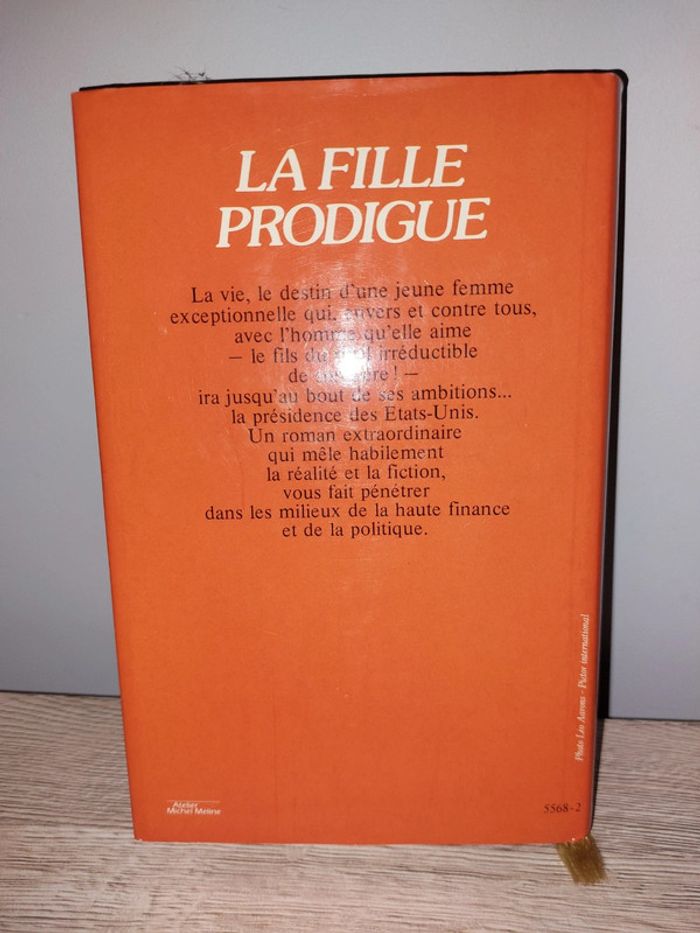 LA FILLE
PRODIGUE
La vie, le destin d'une jeune femme
exceptionnelle qui, envers et contre tous,
avec l'homme qu'elle aime
— le fils du irréductible
de père ! —
ira jusqu'au bout de ses ambitions...
la présidence des Etats-Unis.
Un roman extraordinaire
qui mêle habilement
la réalité et la fiction,
vous fait pénétrer
dans les milieux de la haute finance
et de la politique.
Photo Léo Aarons - Pictor international
Atelier
Michel Méline
5568-2